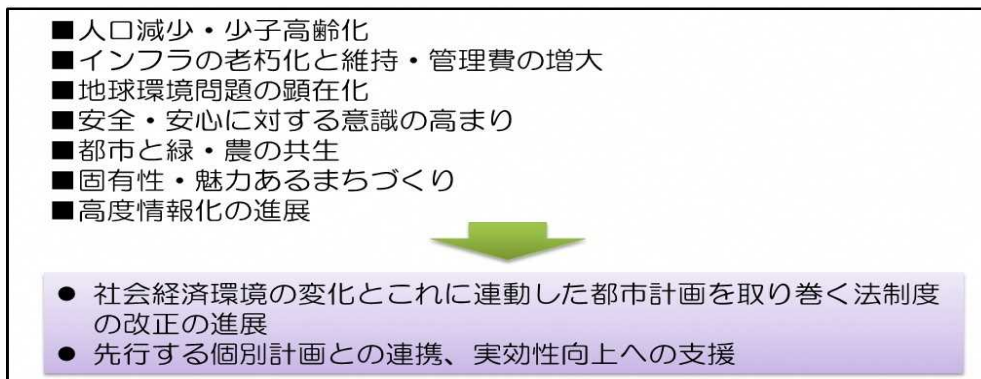 ■人口減少・少子高齢化
■インフラの老朽化と維持・管理費の増大
■地球環境問題の顕在化
■安全・安心に対する意識の高まり
■都市と緑・農の共生
■固有性・魅力あるまちづくり
■高度情報化の進展
● 社会経済環境の変化とこれに連動した都市計画を取り巻く法制度
の改正の進展
● 先行する個別計画との連携、実効性向上への支援